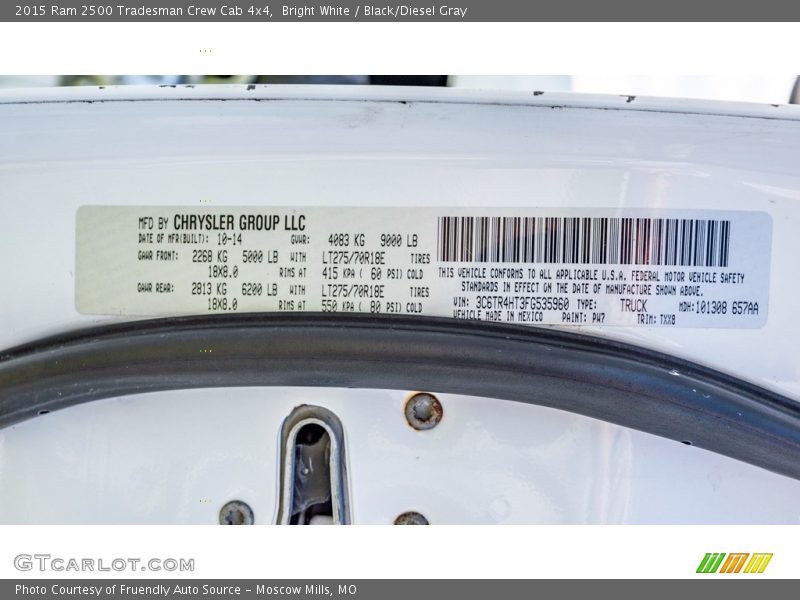 2015 Ram 2500 Tradesman Crew Cab 4x4, Bright White / Black/Diesel Gray
MFD BY CHRYSLER GROUP LLC
DATE OF MFR(BUILT): 10-14 GVWR: 4083 KG 9000 LB
GAWR FRONT: 2268 KG 5000 LB WITH LT275/70R18E TIRES
18X8.0 RIMS AT 415 KPA ( 60 PSI) COLD
GAWR REAR: 2813 KG 6200 LB WITH LT275/70R18E TIRES
18X8.0 RIMS AT 550 KPA ( 80 PSI) COLD
THIS VEHICLE CONFORMS TO ALL APPLICABLE U.S.A. FEDERAL MOTOR VEHICLE SAFETY
STANDARDS IN EFFECT ON THE DATE OF MANUFACTURE SHOWN ABOVE.
VIN: 3C6TR4HT3FG535960 TYPE: TRUCK MDH:101308 657AA
VEHICLE MADE IN MEXICO PAINT: PW7 TRIM: TXX8
GTCARLOT.COM
Photo Courtesy of Fruendly Auto Source - Moscow Mills, MO